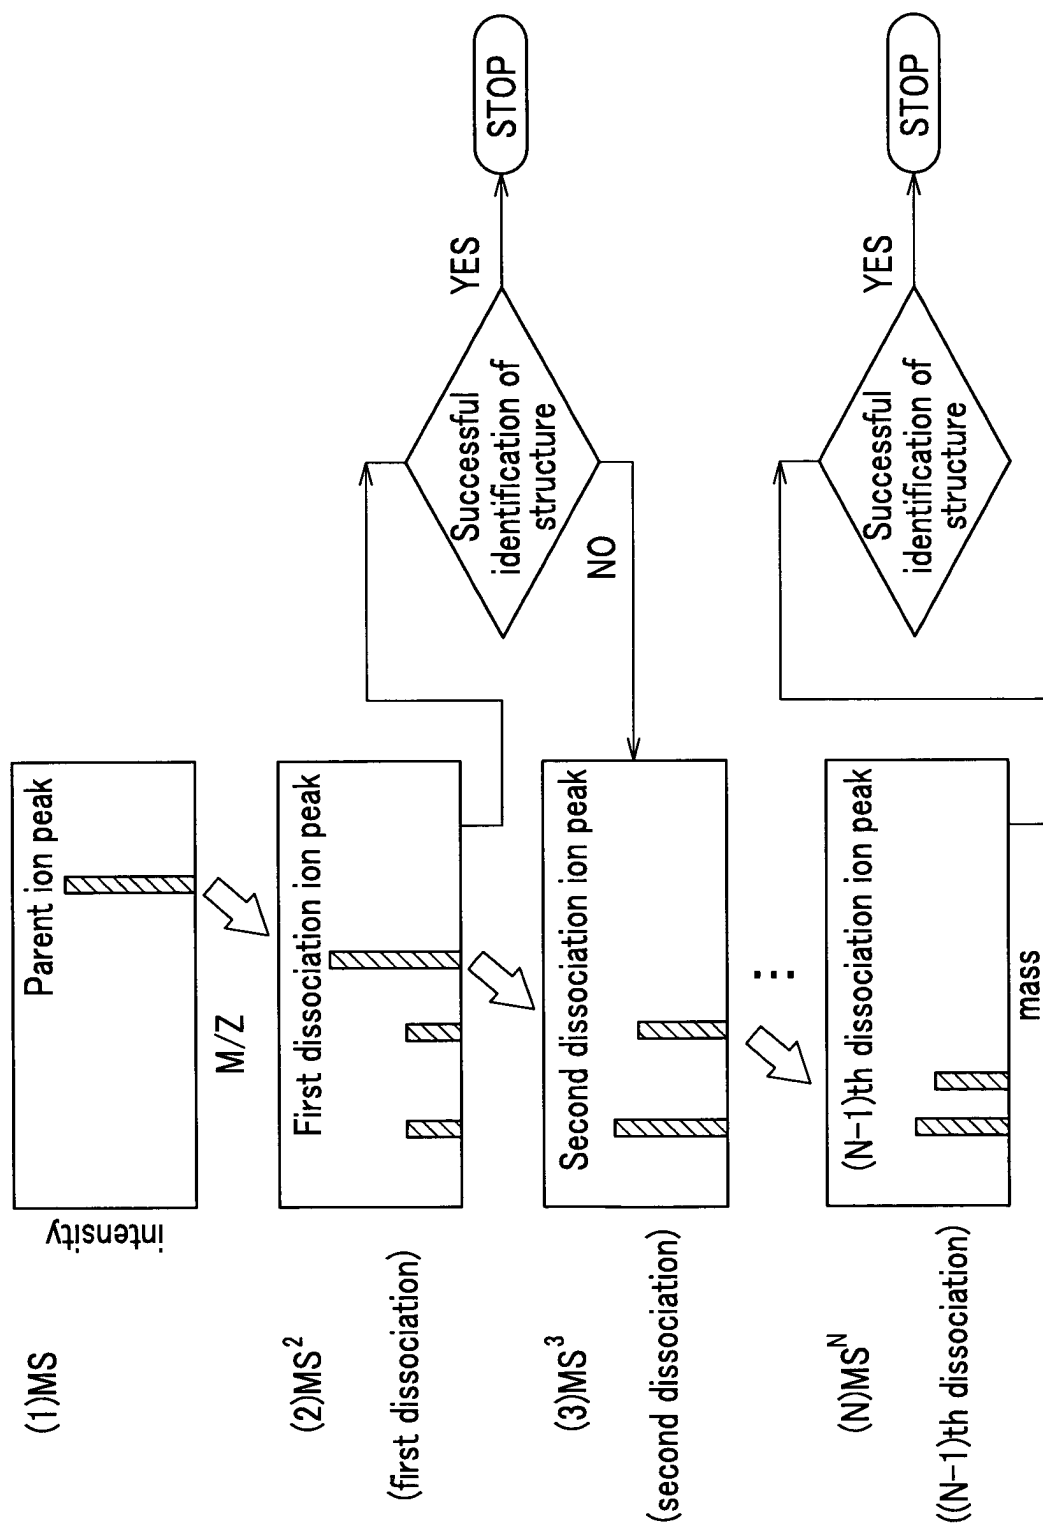 (1)MS
intensity
Parent ion peak
M/Z
(2)MS²
(first dissociation)
First dissociation ion peak
Successful
identification of
structure
YES
STOP
NO
(3)MS³
(second dissociation)
Second dissociation ion peak
...
(N)MSᴺ
((N-1)th dissociation)
(N-1)th dissociation ion peak
mass
Successful
identification of
structure
YES
STOP